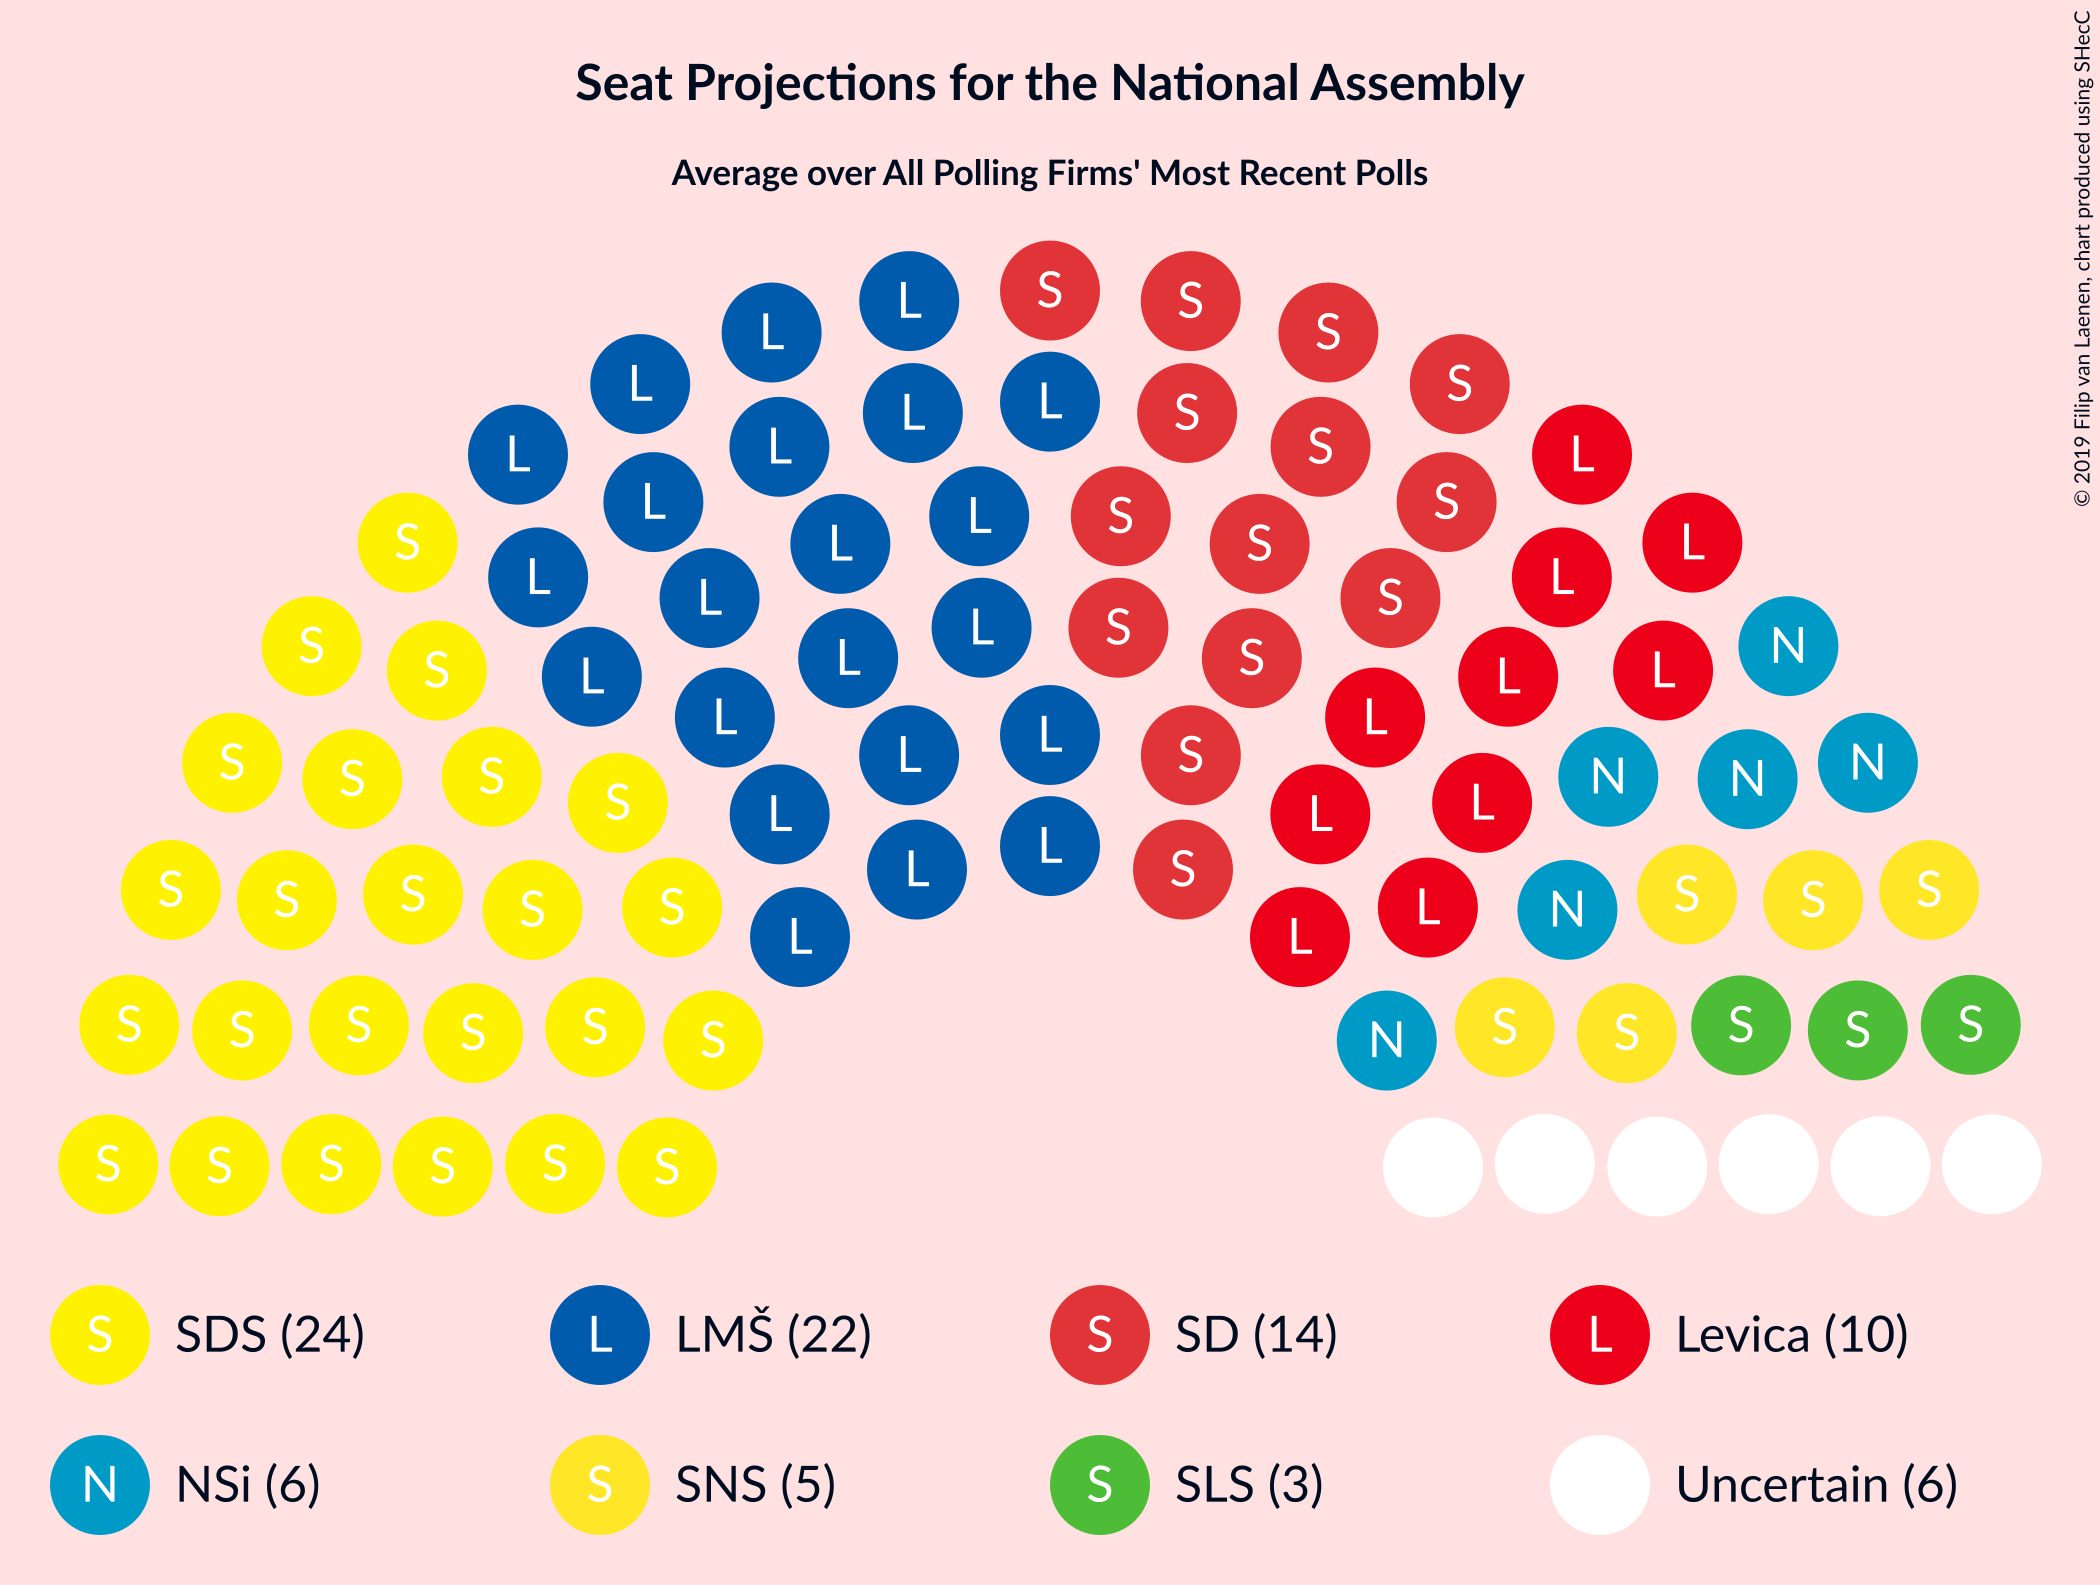 Seat Projections for the National Assembly
Average over All Polling Firms' Most Recent Polls
© 2019 Filip van Laenen, chart produced using SHecC
L L S S S
L L S S
L L L S L
L L L S L
S L L S S S L
S L L L S S N
S L L S L L
S S S S L L S L L N N N
S S S S S L L S L L N S S S
S S S S S S L L N S S S S S
S S S S S S
S SDS (24) L LMŠ (22) S SD (14) L Levica (10)
N NSi (6) S SNS (5) S SLS (3) Uncertain (6)